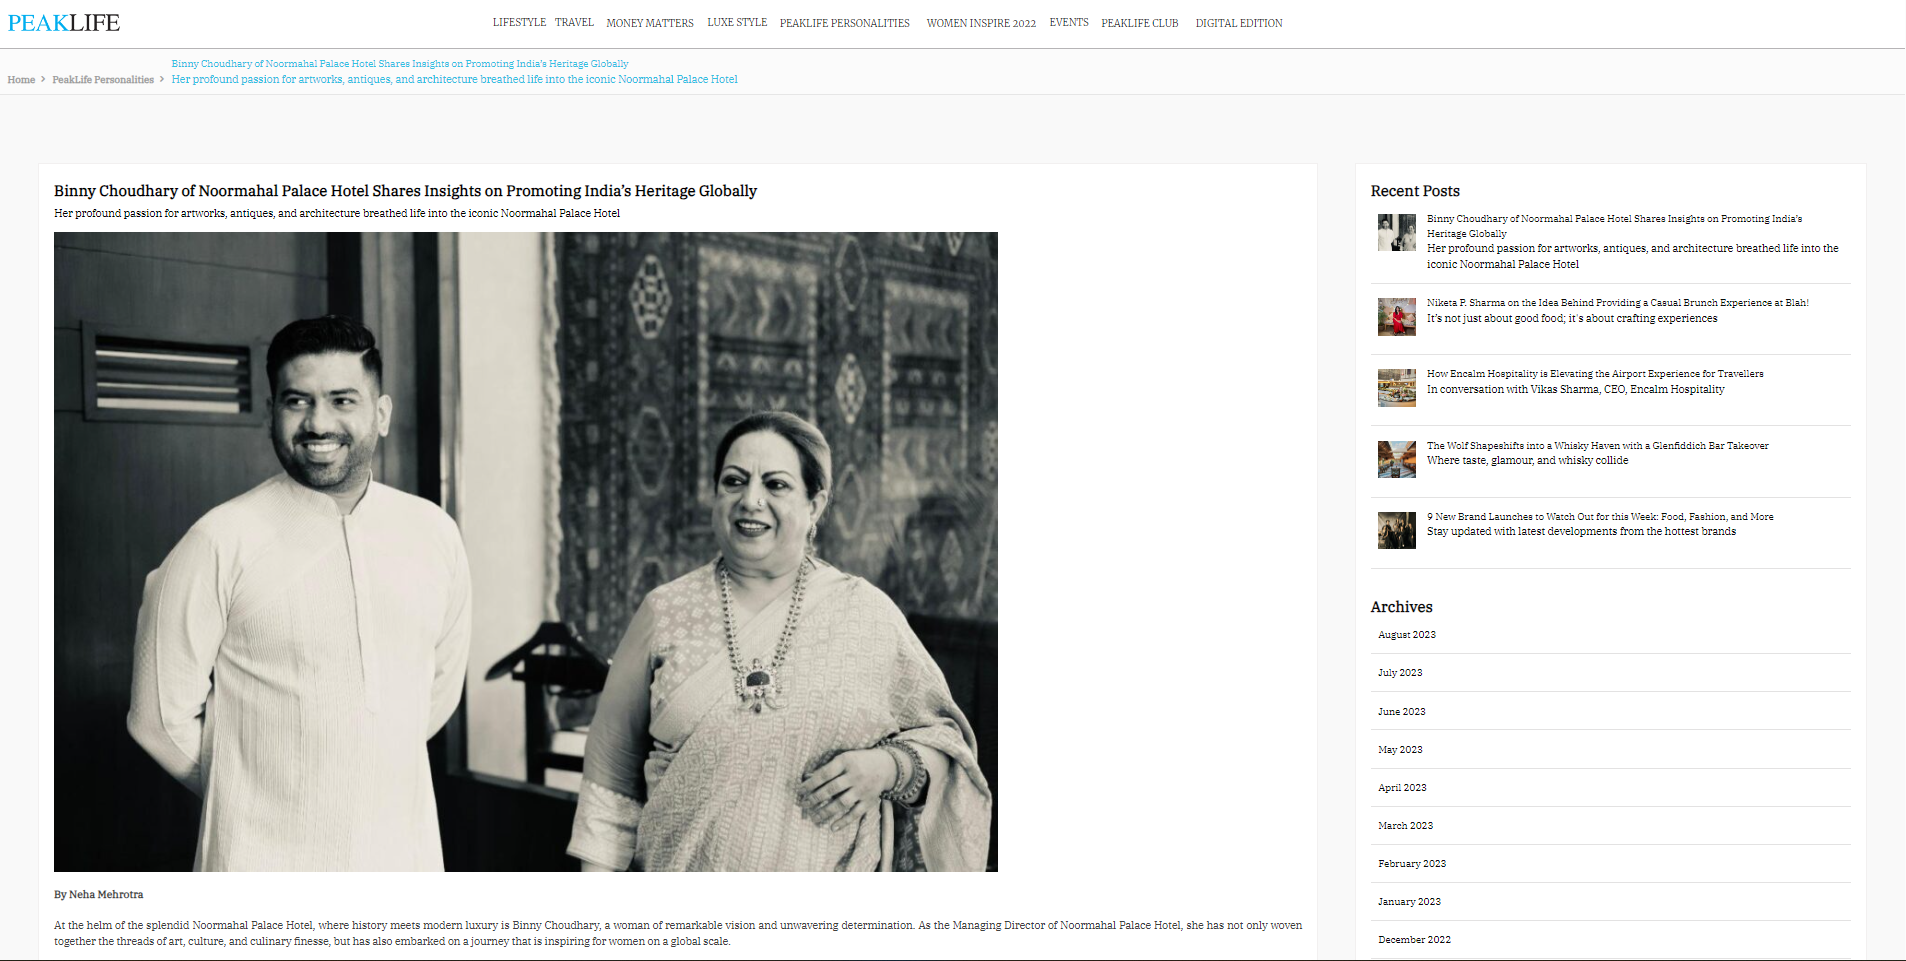 PEAKLIFE
LIFESTYLE TRAVEL MONEY MATTERS LUXE STYLE PEAKLIFE PERSONALITIES WOMEN INSPIRE 2022 EVENTS PEAKLIFE CLUB DIGITAL EDITION
Home > PeakLife Personalities >
Binny Choudhary of Noormahal Palace Hotel Shares Insights on Promoting India's Heritage Globally
Her profound passion for artworks, antiques, and architecture breathed life into the iconic Noormahal Palace Hotel
Binny Choudhary of Noormahal Palace Hotel Shares Insights on Promoting India's Heritage Globally
Her profound passion for artworks, antiques, and architecture breathed life into the iconic Noormahal Palace Hotel
By Neha Mehrotra
At the helm of the splendid Noormahal Palace Hotel, where history meets modern luxury is Binny Choudhary, a woman of remarkable vision and unwavering determination. As the Managing Director of Noormahal Palace Hotel, she has not only woven
together the threads of art, culture, and culinary finesse, but has also embarked on a journey that is inspiring for women on a global scale.
Recent Posts
Binny Choudhary of Noormahal Palace Hotel Shares Insights on Promoting India's
Heritage Globally
Her profound passion for artworks, antiques, and architecture breathed life into the
iconic Noormahal Palace Hotel
Niketa P. Sharma on the Idea Behind Providing a Casual Brunch Experience at Blah!
It's not just about good food; it's about crafting experiences
How Encalm Hospitality is Elevating the Airport Experience for Travellers
In conversation with Vikas Sharma, CEO, Encalm Hospitality
The Wolf Shapeshifts into a Whisky Haven with a Glenfiddich Bar Takeover
Where taste, glamour, and whisky collide
9 New Brand Launches to Watch Out for this Week: Food, Fashion, and More
Stay updated with latest developments from the hottest brands
Archives
August 2023
July 2023
June 2023
May 2023
April 2023
March 2023
February 2023
January 2023
December 2022